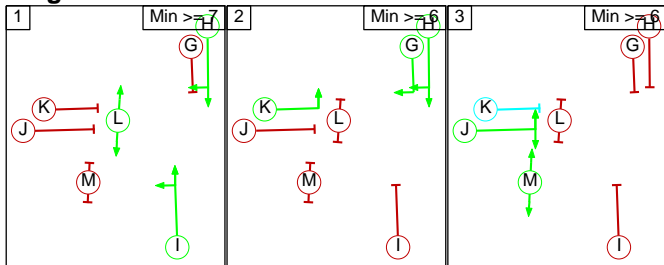 1 Min >= 7 2 Min >= 6 3 Min >= 6
H H H
G G G
K K K
L L L
J J J
M M M
I I I